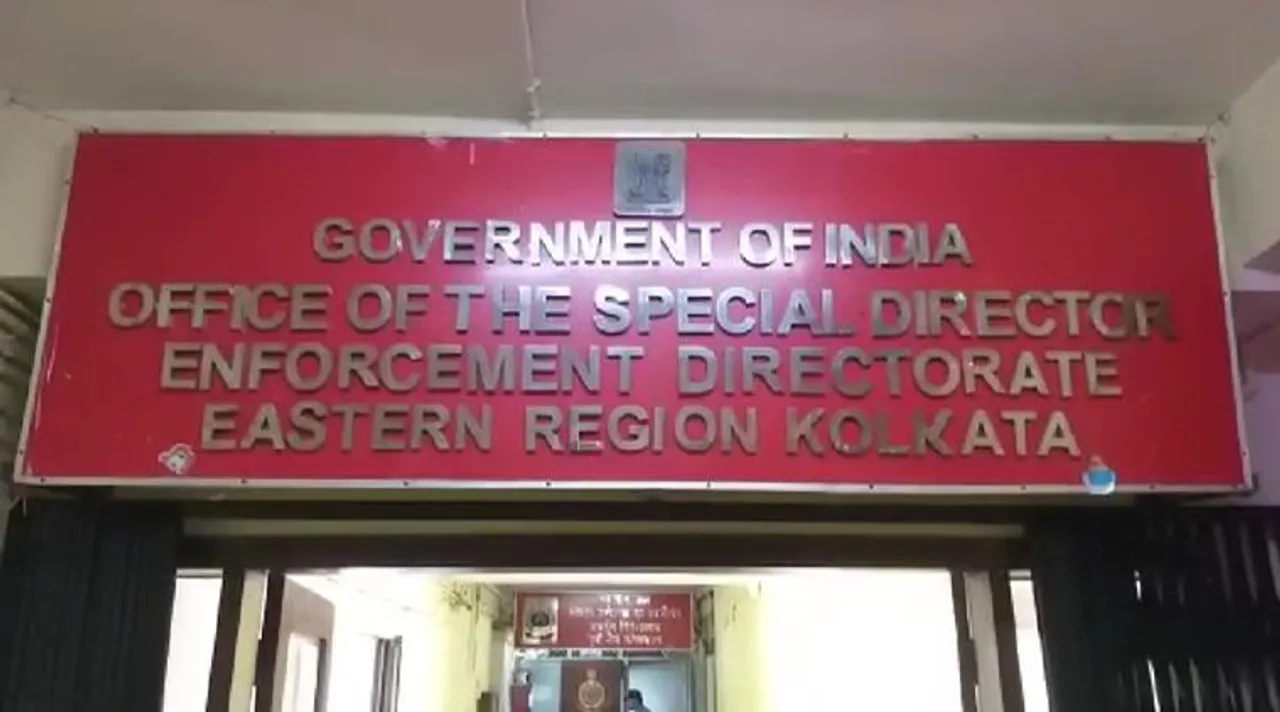 GOVERNMENT OF INDIA
OFFICE OF THE SPECIAL DIRECTOR
ENFORCEMENT DIRECTORATE
EASTERN REGION KOLKATA